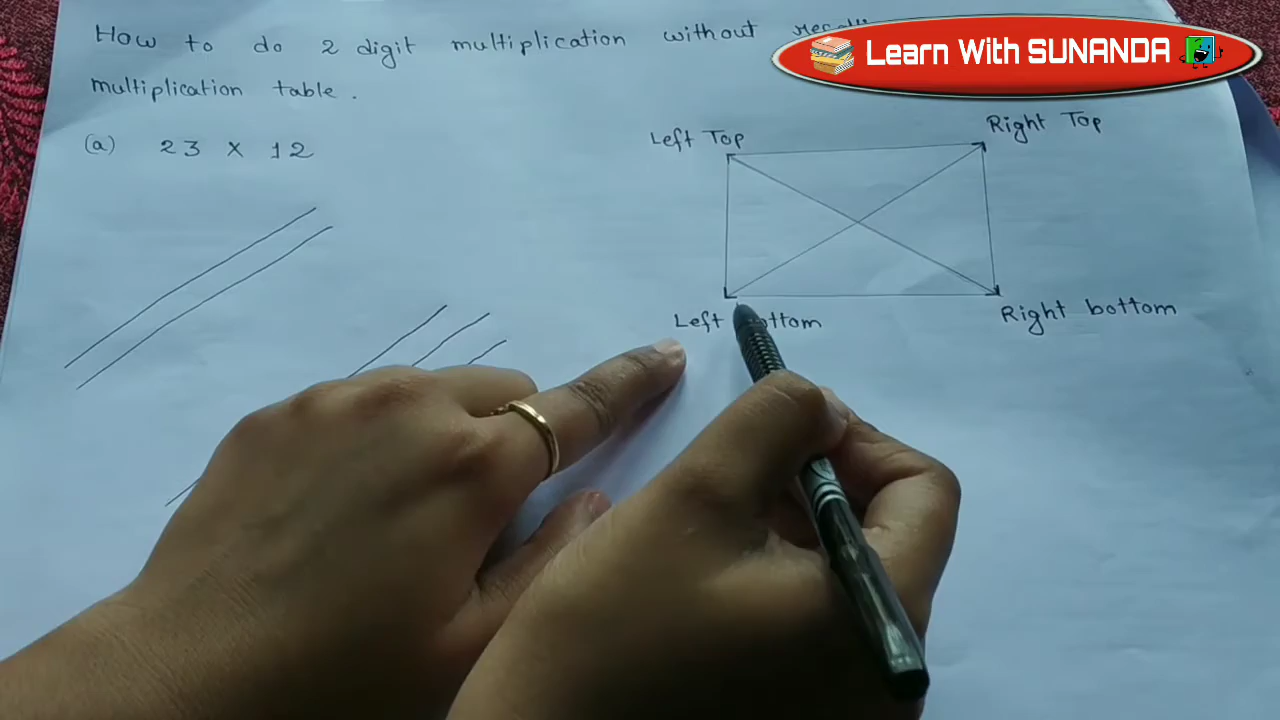 How to do 2 digit multiplication without
multiplication table.
Learn With SUNANDA
(a) 23 x 12
Left Top
Right Top
Left
Right bottom